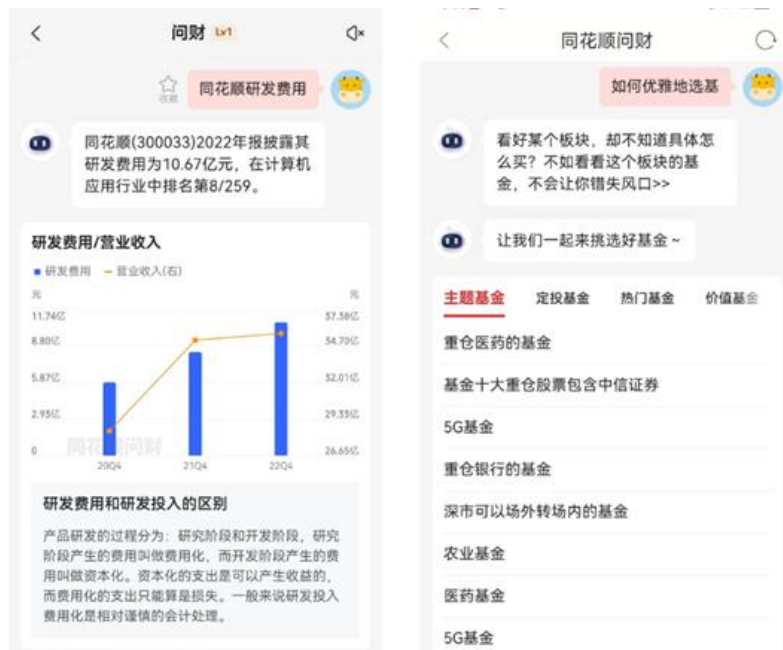 问财 Lv1
收藏
同花顺研发费用
同花顺(300033)2022年报披露其
研发费用为10.67亿元，在计算机
应用行业中排名第8/259。
研发费用/营业收入
研发费用 营业收入(右)
元 元
11.74亿 57.38亿
8.80亿 54.70亿
5.87亿 52.01亿
2.93亿 29.33亿
0 26.65亿
同花顺问财
20Q4 21Q4 22Q4
研发费用和研发投入的区别
产品研发的过程分为：研究阶段和开发阶段，研究
阶段产生的费用叫做费用化，而开发阶段产生的费
用叫做资本化。资本化的支出是可以产生收益的，
而费用化的支出只能算是损失。一般来说研发投入
费用化是相对谨慎的会计处理。
同花顺问财
如何优雅地选基
看好某个板块，却不知道具体怎
么买？不如看看这个板块的基
金，不会让你错失风口>>
让我们一起来挑选好基金~
主题基金 定投基金 热门基金 价值基金
重仓医药的基金
基金十大重仓股票包含中信证券
5G基金
重仓银行的基金
深市可以场外转场内的基金
农业基金
医药基金
5G基金